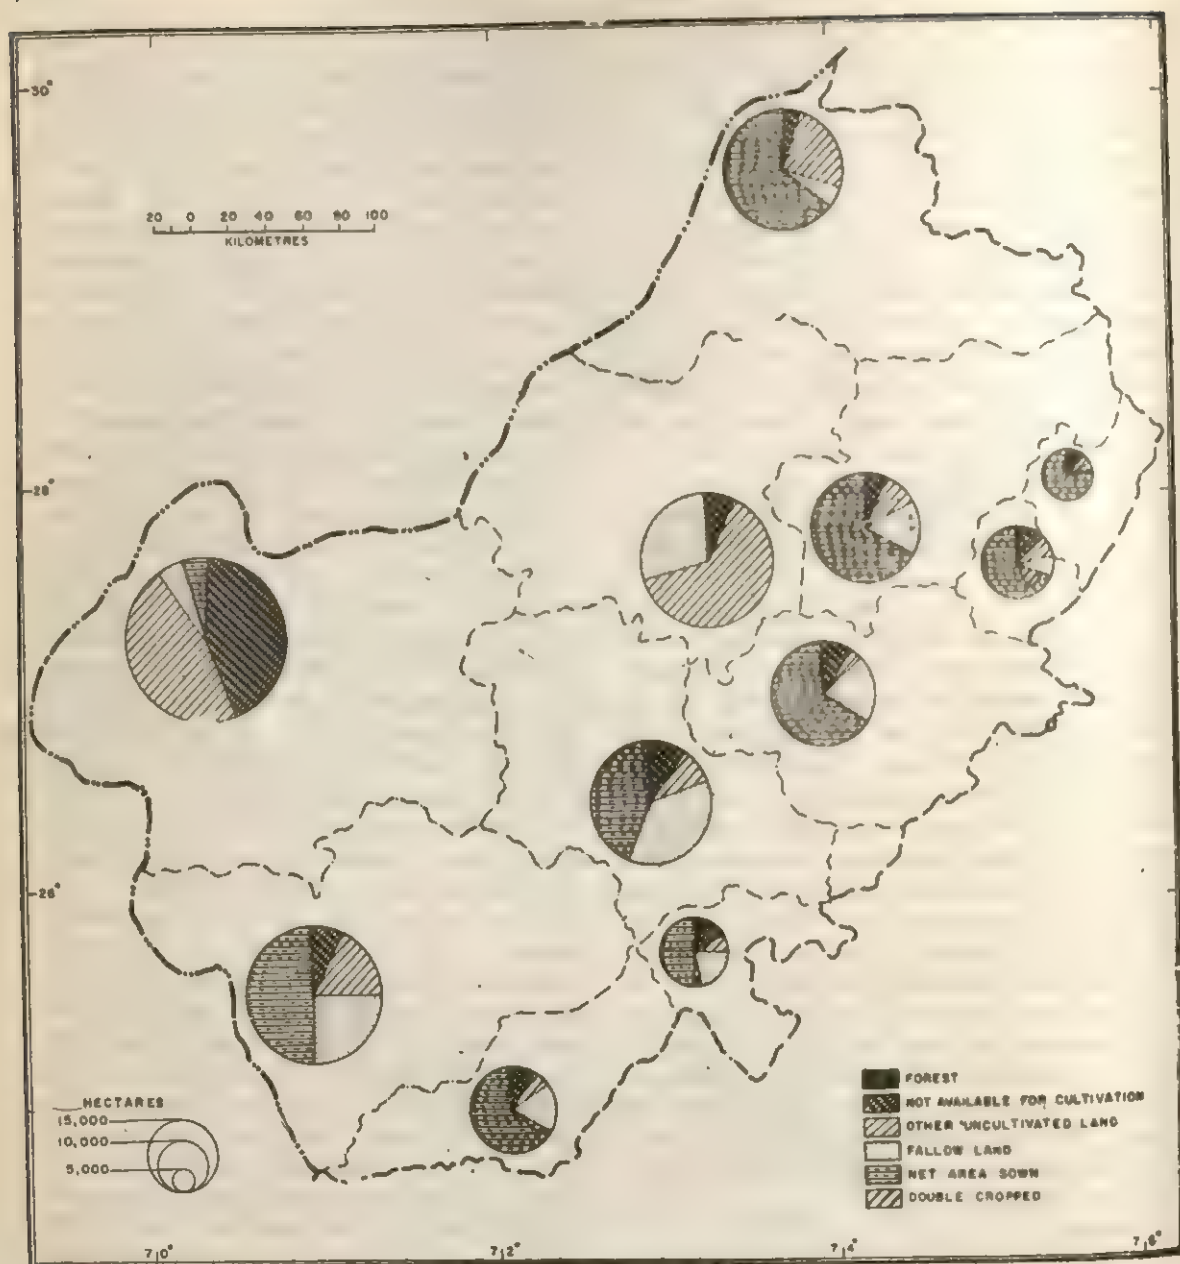 30°
20 0 20 40 60 80 100
KILOMETRES
28°
26°
HECTARES
15,000
10,000
5,000
FOREST
NOT AVAILABLE FOR CULTIVATION
OTHER UNCULTIVATED LAND
FALLOW LAND
NET AREA SOWN
DOUBLE CROPPED
70° 72° 74° 76°